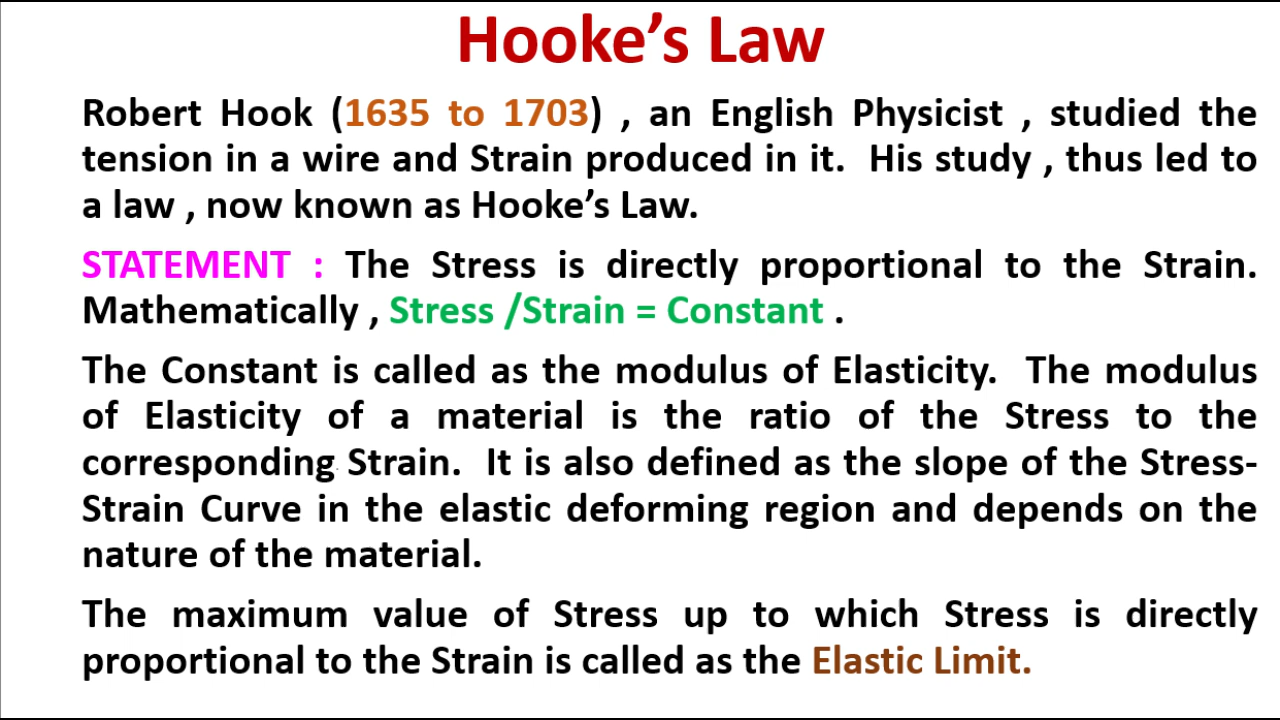 Hooke’s Law
Robert Hook (1635 to 1703) , an English Physicist , studied the
tension in a wire and Strain produced in it. His study , thus led to
a law , now known as Hooke’s Law.
STATEMENT : The Stress is directly proportional to the Strain.
Mathematically , Stress /Strain = Constant .
The Constant is called as the modulus of Elasticity. The modulus
of Elasticity of a material is the ratio of the Stress to the
corresponding Strain. It is also defined as the slope of the Stress-
Strain Curve in the elastic deforming region and depends on the
nature of the material.
The maximum value of Stress up to which Stress is directly
proportional to the Strain is called as the Elastic Limit.